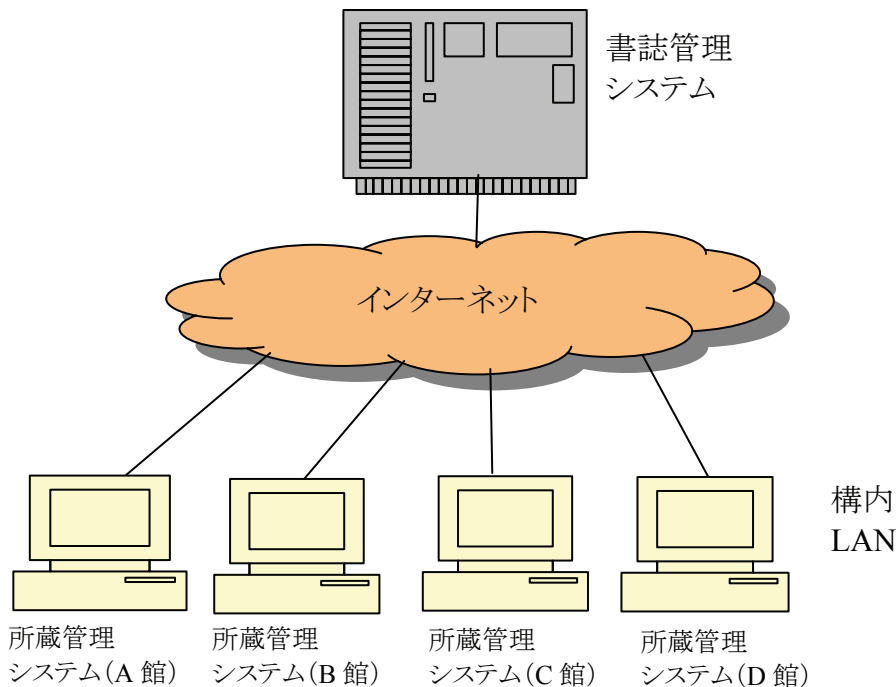 書誌管理
システム
インターネット
構内
LAN
所蔵管理
システム(A 館)
所蔵管理
システム(B 館)
所蔵管理
システム(C 館)
所蔵管理
システム(D 館)